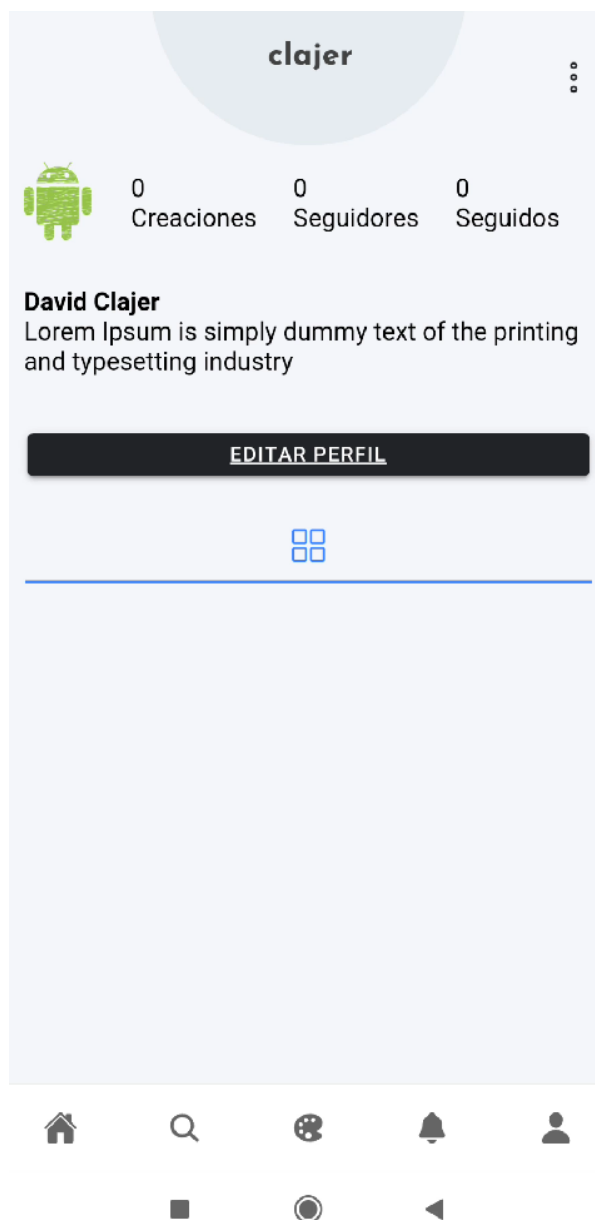 clajer
0 0 0
Creaciones Seguidores Seguidos
David Clajer
Lorem Ipsum is simply dummy text of the printing
and typesetting industry
EDITAR PERFIL